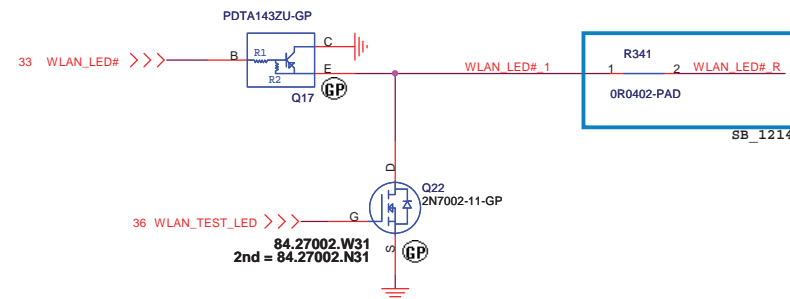 PDTA143ZU-GP
33 WLAN_LED#
B
R1
R2
C
E
Q17
GP
WLAN_LED#_1
R341
1
2
WLAN_LED#_R
0R0402-PAD
SB_1214
D
Q22
2N7002-11-GP
36 WLAN_TEST_LED
G
S
GP
84.27002.W31
2nd = 84.27002.N31